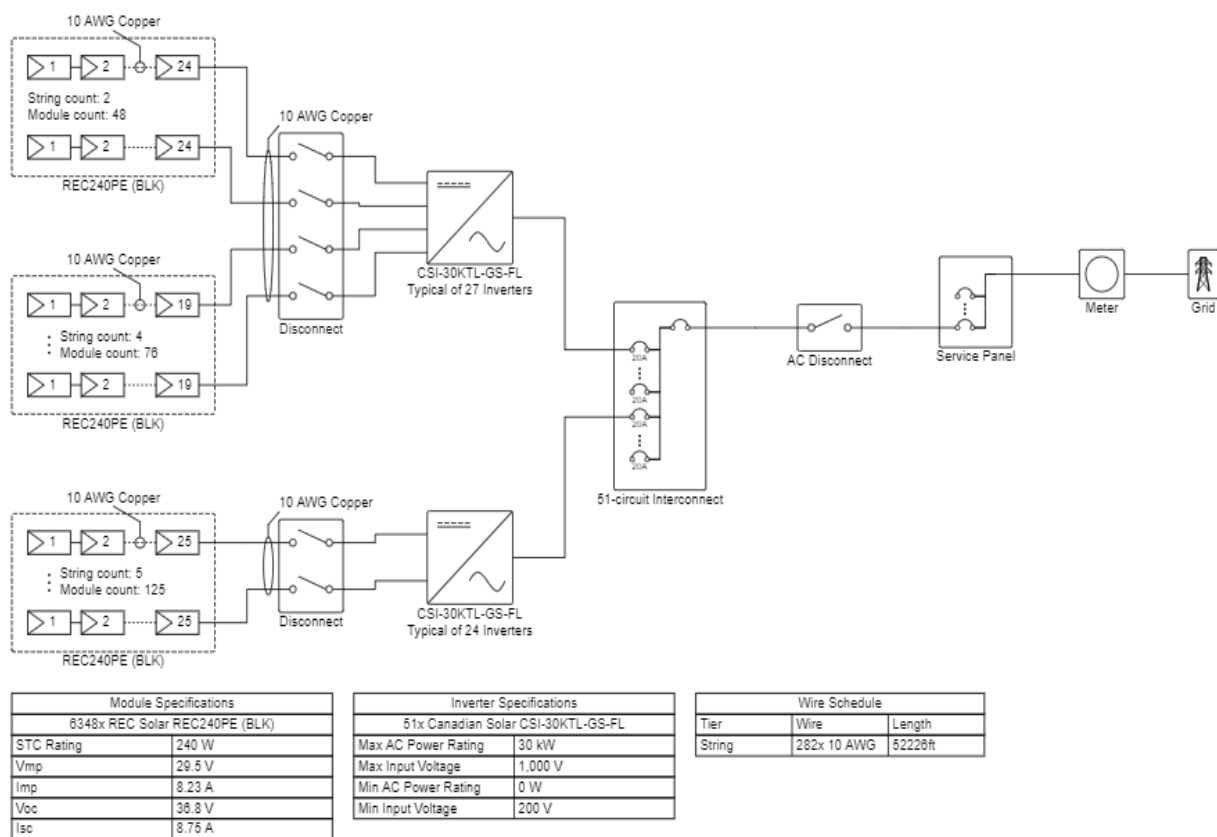 10 AWG Copper
1
2
24
String count: 2
Module count: 48
1
2
24
REC240PE (BLK)
10 AWG Copper
Disconnect
CSI-30KTL-GS-FL
Typical of 27 Inverters
10 AWG Copper
1
2
19
String count: 4
Module count: 76
1
2
19
REC240PE (BLK)
20A
20A
20A
20A
51-circuit Interconnect
AC Disconnect
Service Panel
Meter
Grid
10 AWG Copper
1
2
25
String count: 5
Module count: 125
1
2
25
REC240PE (BLK)
10 AWG Copper
Disconnect
CSI-30KTL-GS-FL
Typical of 24 Inverters
Module Specifications
6348x REC Solar REC240PE (BLK)
STC Rating 240 W
Vmp 29.5 V
Imp 8.23 A
Voc 36.8 V
Isc 8.75 A
Inverter Specifications
51x Canadian Solar CSI-30KTL-GS-FL
Max AC Power Rating 30 kW
Max Input Voltage 1,000 V
Min AC Power Rating 0 W
Min Input Voltage 200 V
Wire Schedule
Tier Wire Length
String 282x 10 AWG 52226ft